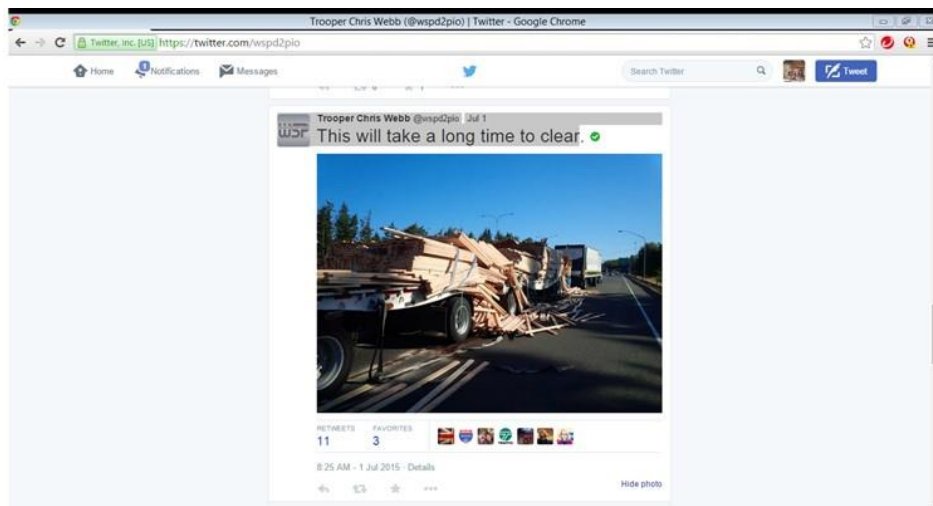 Trooper Chris Webb (@wspd2pio) | Twitter - Google Chrome
Twitter, Inc. [US] https://twitter.com/wspd2pio
Home 1 Notifications Messages Search Twitter Tweet
WSP Trooper Chris Webb @wspd2pio Jul 1
This will take a long time to clear.
RETWEETS FAVORITES
11 3
8:25 AM - 1 Jul 2015 · Details
Hide photo